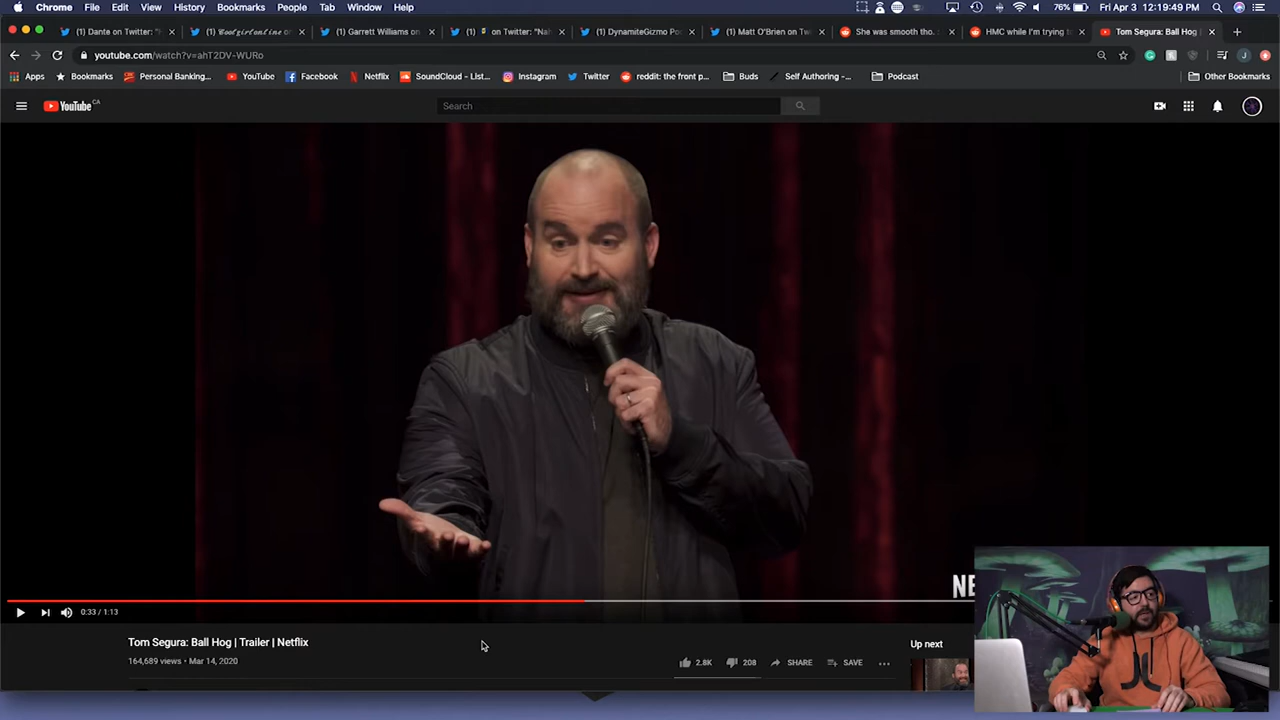 Chrome File Edit View History Bookmarks People Tab Window Help 76% Fri Apr 3 12:19:49 PM
(1) Dante on Twitter: "H
Garrett Williams on
(1)
on Twitter: "Nah
DynamiteGizmo Po
Matt O'Brien on Tw
She was smooth tho.
HMC while I'm trying t
Tom Segura: Ball Hog |
youtube.com/watch?v=ahT2DV-WURo
Apps Bookmarks Personal Banking... YouTube Facebook Netflix SoundCloud - List... Instagram Twitter reddit: the front p... Buds Self Authoring -... Podcast Other Bookmarks
YouTube CA Search
NE
0:33 / 1:13
Tom Segura: Ball Hog | Trailer | Netflix
164,689 views • Mar 14, 2020
2.8K 208 SHARE SAVE
Up next